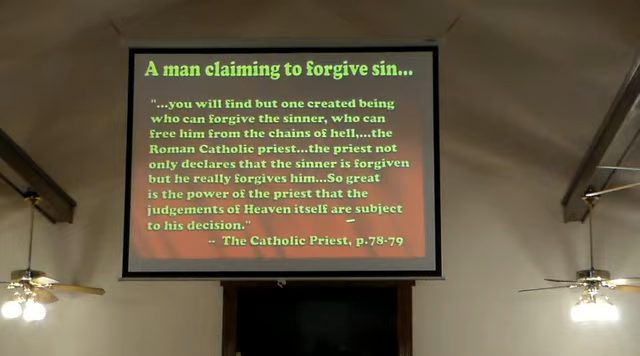 A man claiming to forgive sin...
"...you will find but one created being
who can forgive the sinner, who can
free him from the chains of hell,...the
Roman Catholic priest...the priest not
only declares that the sinner is forgiven
but he really forgives him...So great
is the power of the priest that the
judgements of Heaven itself are subject
to his decision."
-- The Catholic Priest, p.78-79